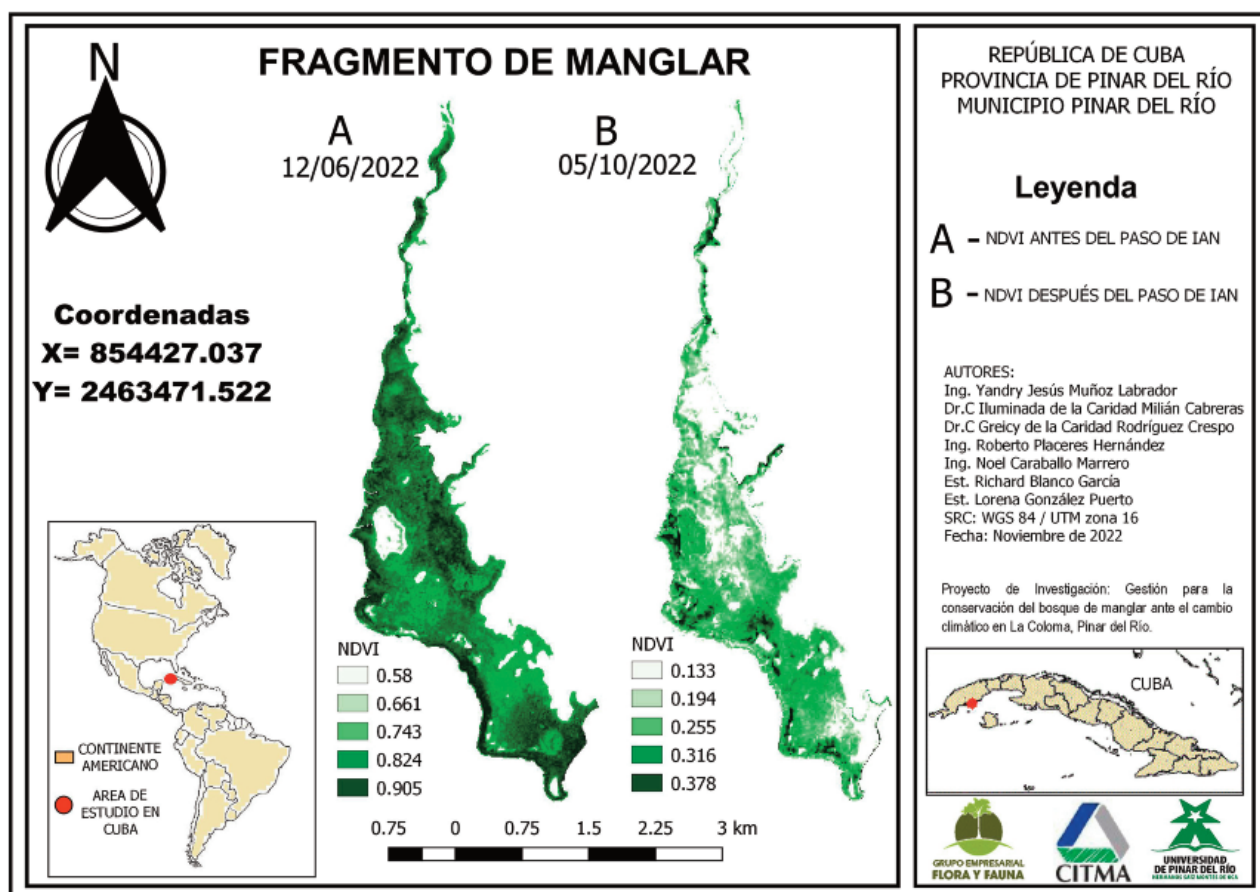 FRAGMENTO DE MANGLAR
N
A
12/06/2022
B
05/10/2022
Coordenadas
X= 854427.037
Y= 2463471.522
CONTINENTE
AMERICANO
AREA DE
ESTUDIO EN
CUBA
NDVI
0.58
0.661
0.743
0.824
0.905
NDVI
0.133
0.194
0.255
0.316
0.378
0.75 0 0.75 1.5 2.25 3 km
REPÚBLICA DE CUBA
PROVINCIA DE PINAR DEL RÍO
MUNICIPIO PINAR DEL RÍO
Leyenda
A - NDVI ANTES DEL PASO DE IAN
B - NDVI DESPUÉS DEL PASO DE IAN
AUTORES:
Ing. Yandry Jesús Muñoz Labrador
Dr.C Iluminada de la Caridad Milián Cabreras
Dr.C Greicy de la Caridad Rodríguez Crespo
Ing. Roberto Placeres Hernández
Ing. Noel Caraballo Marrero
Est. Richard Blanco García
Est. Lorena González Puerto
SRC: WGS 84 / UTM zona 16
Fecha: Noviembre de 2022
Proyecto de Investigación: Gestión para la
conservación del bosque de manglar ante el cambio
climático en La Coloma, Pinar del Río.
CUBA
GRUPO EMPRESARIAL
FLORA Y FAUNA
CITMA
UNIVERSIDAD
DE PINAR DEL RÍO
HERMANOS SAÍZ MONTES DE OCA